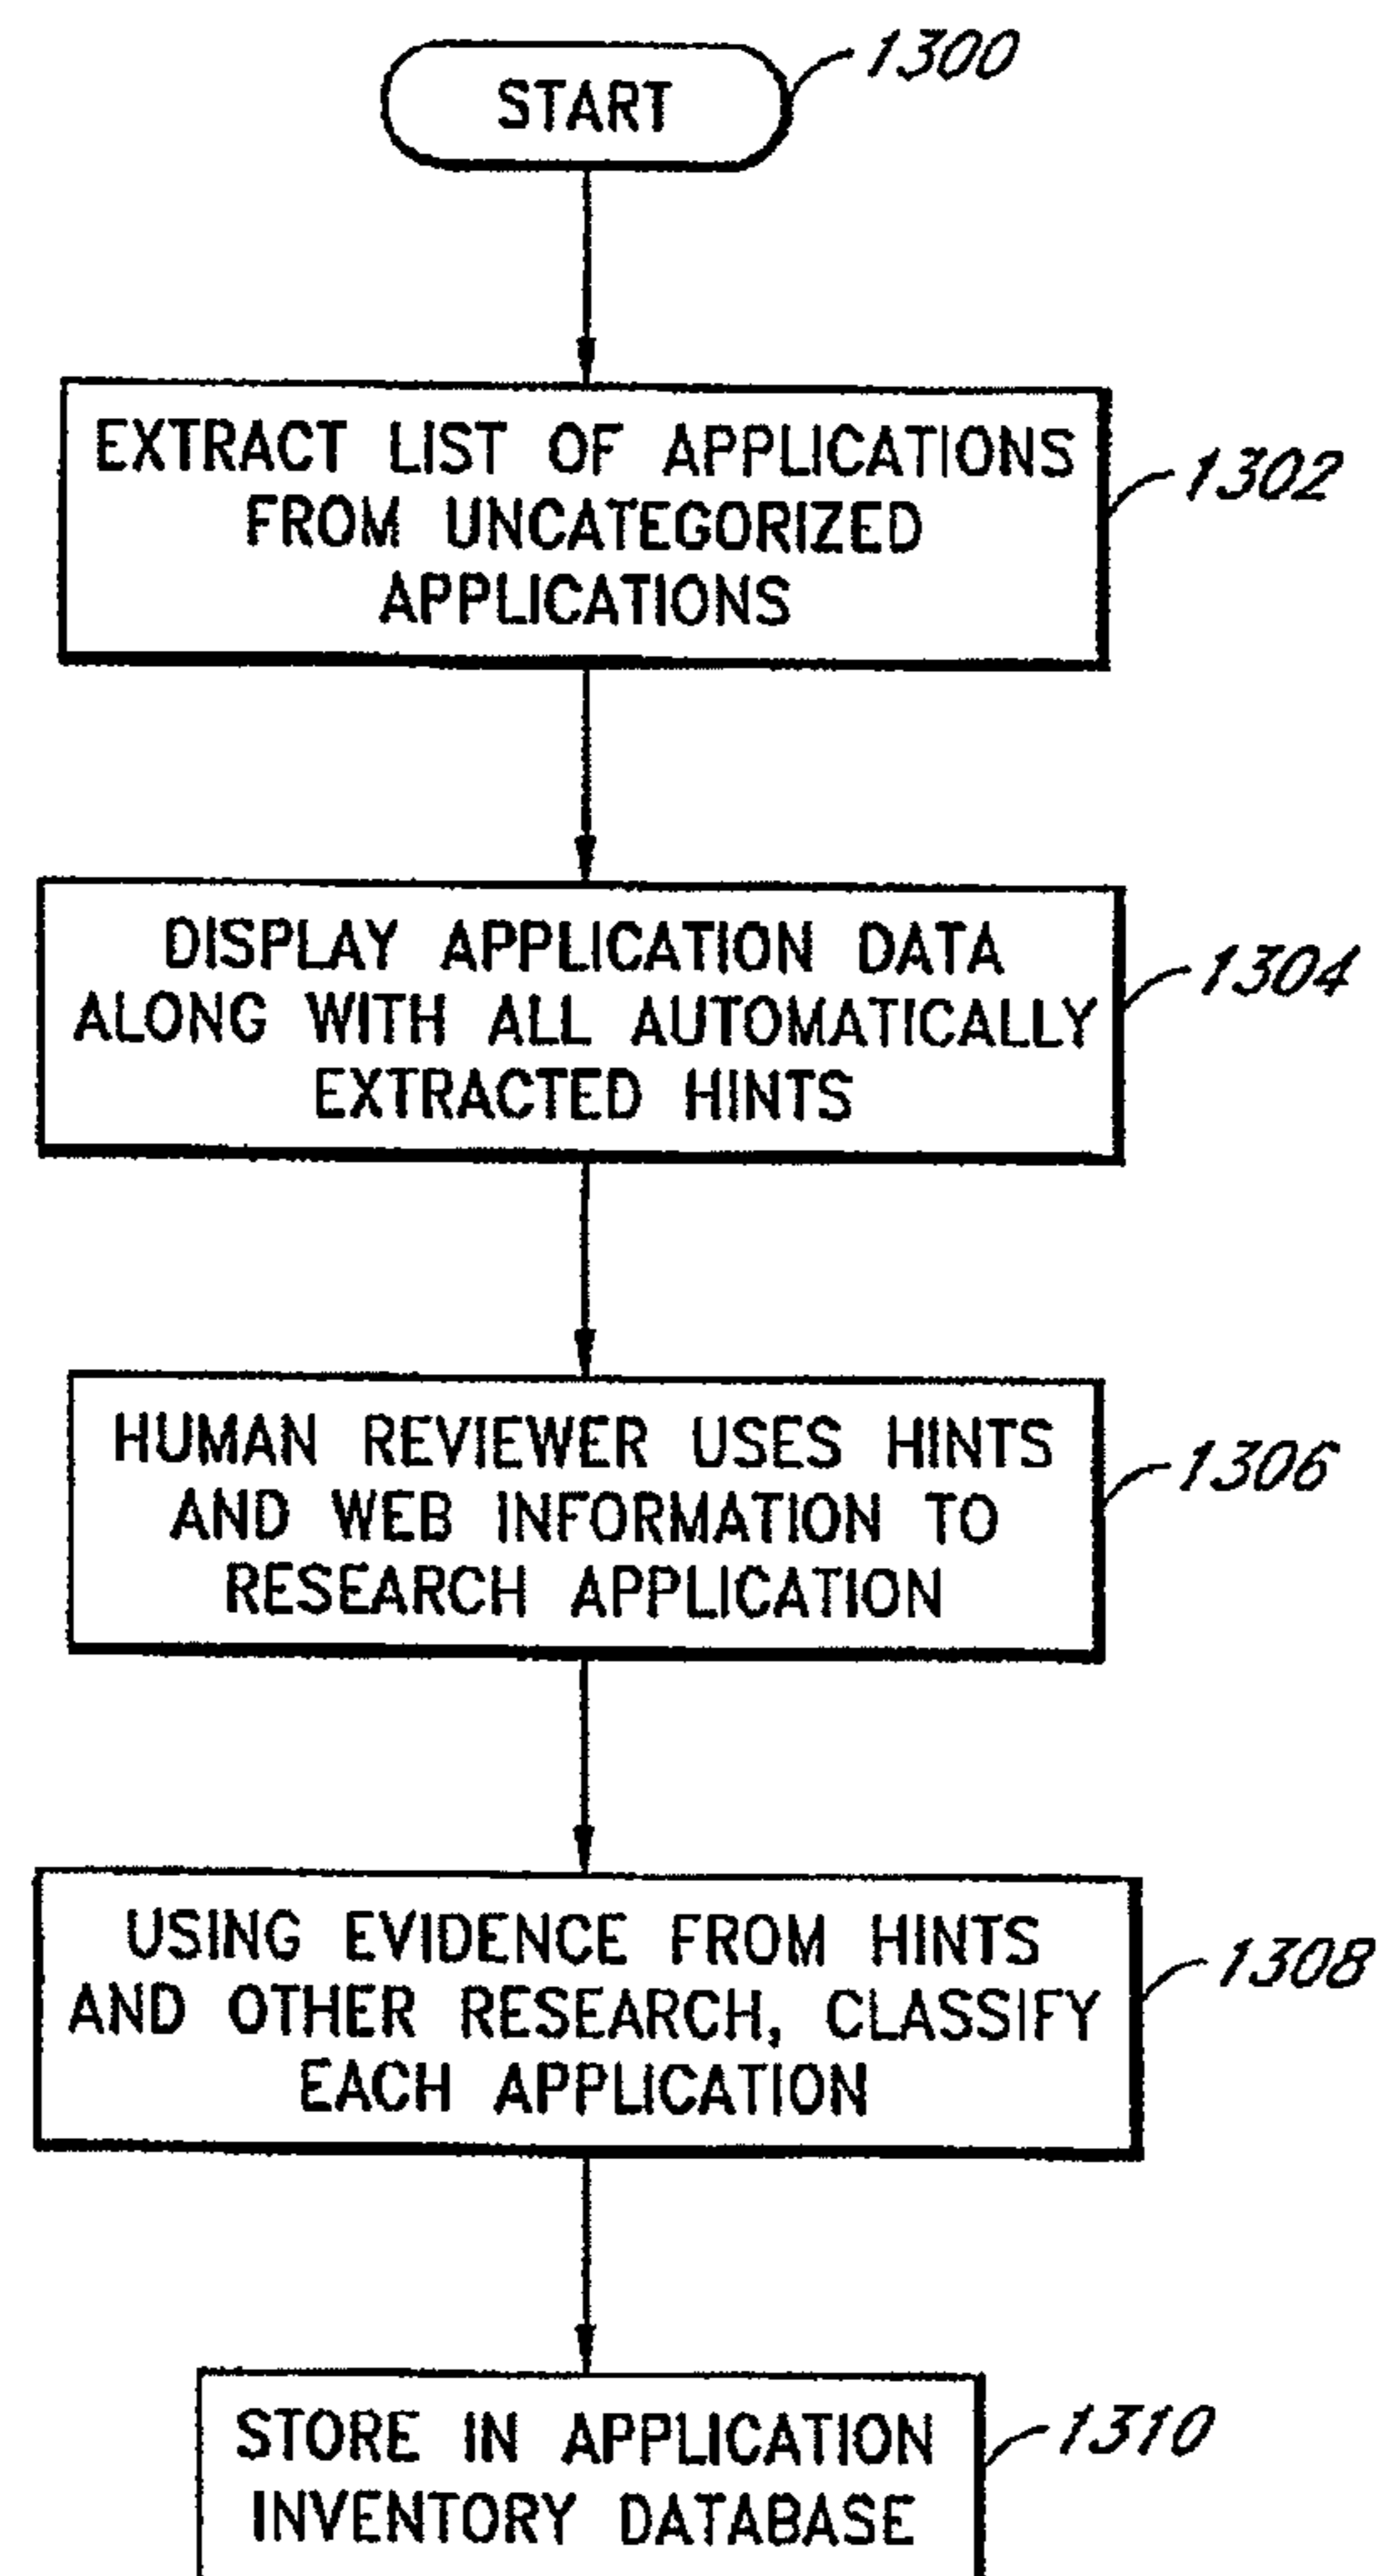 START
1300
EXTRACT LIST OF APPLICATIONS
FROM UNCATEGORIZED
APPLICATIONS
1302
DISPLAY APPLICATION DATA
ALONG WITH ALL AUTOMATICALLY
EXTRACTED HINTS
1304
HUMAN REVIEWER USES HINTS
AND WEB INFORMATION TO
RESEARCH APPLICATION
1306
USING EVIDENCE FROM HINTS
AND OTHER RESEARCH, CLASSIFY
EACH APPLICATION
1308
STORE IN APPLICATION
INVENTORY DATABASE
1310